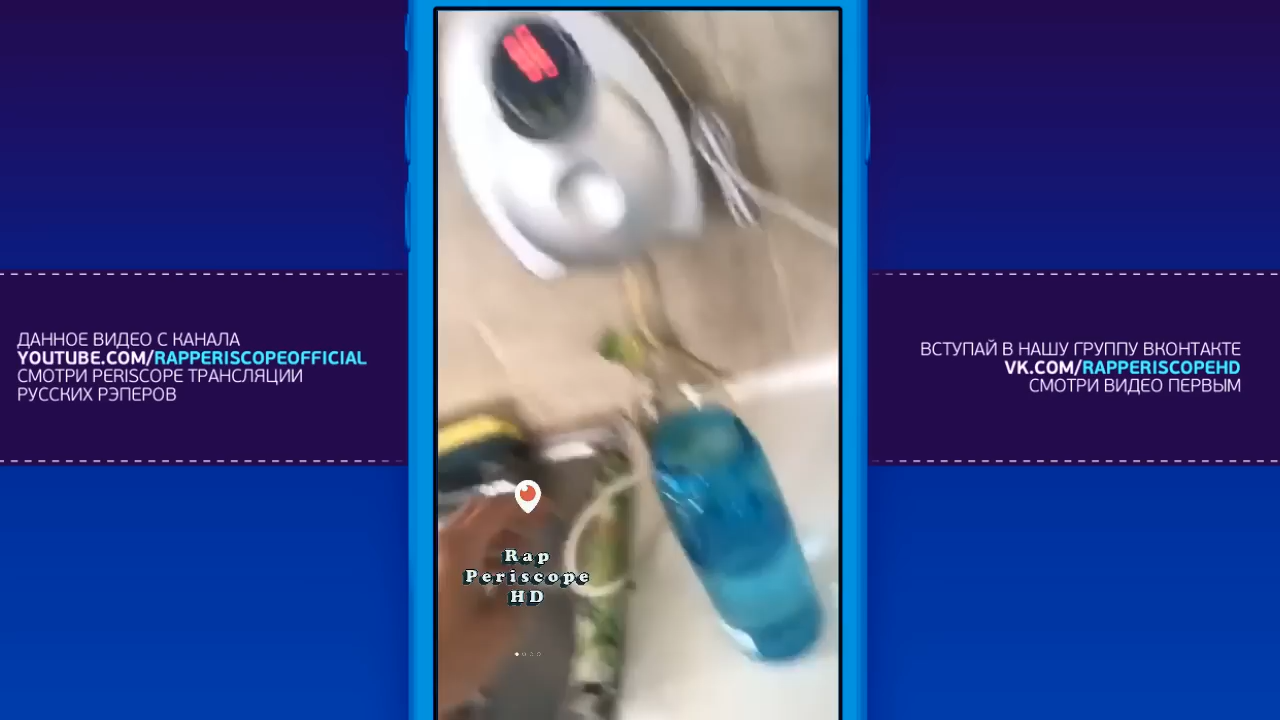 ДАННОЕ ВИДЕО С КАНАЛА
YOUTUBE.COM/RAPPERISCOPEOFFICIAL
СМОТРИ PERISCOPE ТРАНСЛЯЦИИ
РУССКИХ РЭПЕРОВ
Rap
Periscope
HD
ВСТУПАЙ В НАШУ ГРУППУ ВКОНТАКТЕ
VK.COM/RAPPERISCOPEHD
СМОТРИ ВИДЕО ПЕРВЫМ